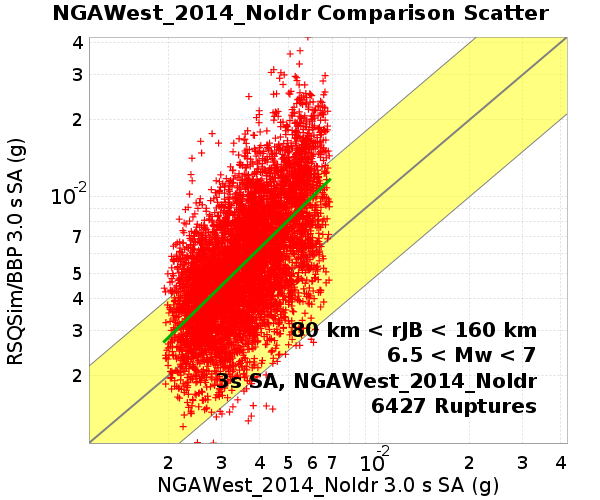 NGAWest_2014_NoIdr Comparison Scatter
4
3
2
10-2
7
5
4
3
2
RSQSim/BBP 3.0 s SA (g)
80 km < rJB < 160 km
6.5 < Mw < 7
3s SA, NGAWest_2014_NoIdr
6427 Ruptures
2 3 4 5 6 7 10-2 2 3 4
NGAWest_2014_NoIdr 3.0 s SA (g)